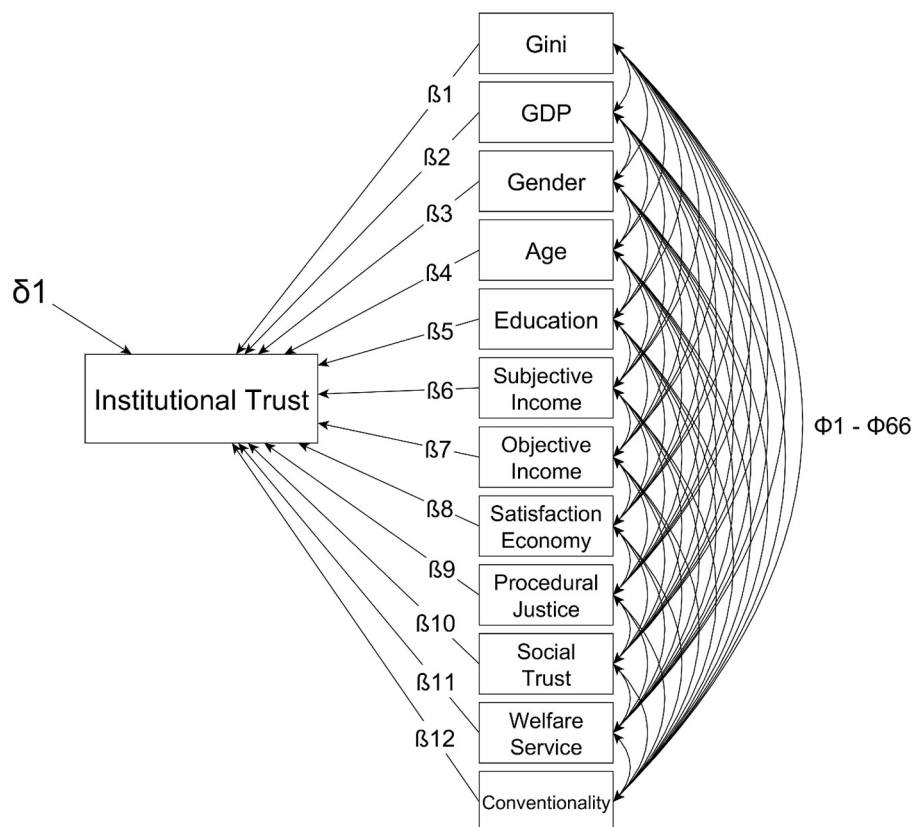 Gini
ß1
GDP
ß2
Gender
ß3
Age
ß4
δ1
Education
ß5
Institutional Trust
Subjective
Income
ß6
Φ1 - Φ66
Objective
Income
ß7
Satisfaction
Economy
ß8
Procedural
Justice
ß9
Social
Trust
ß10
Welfare
Service
ß11
Conventionality
ß12